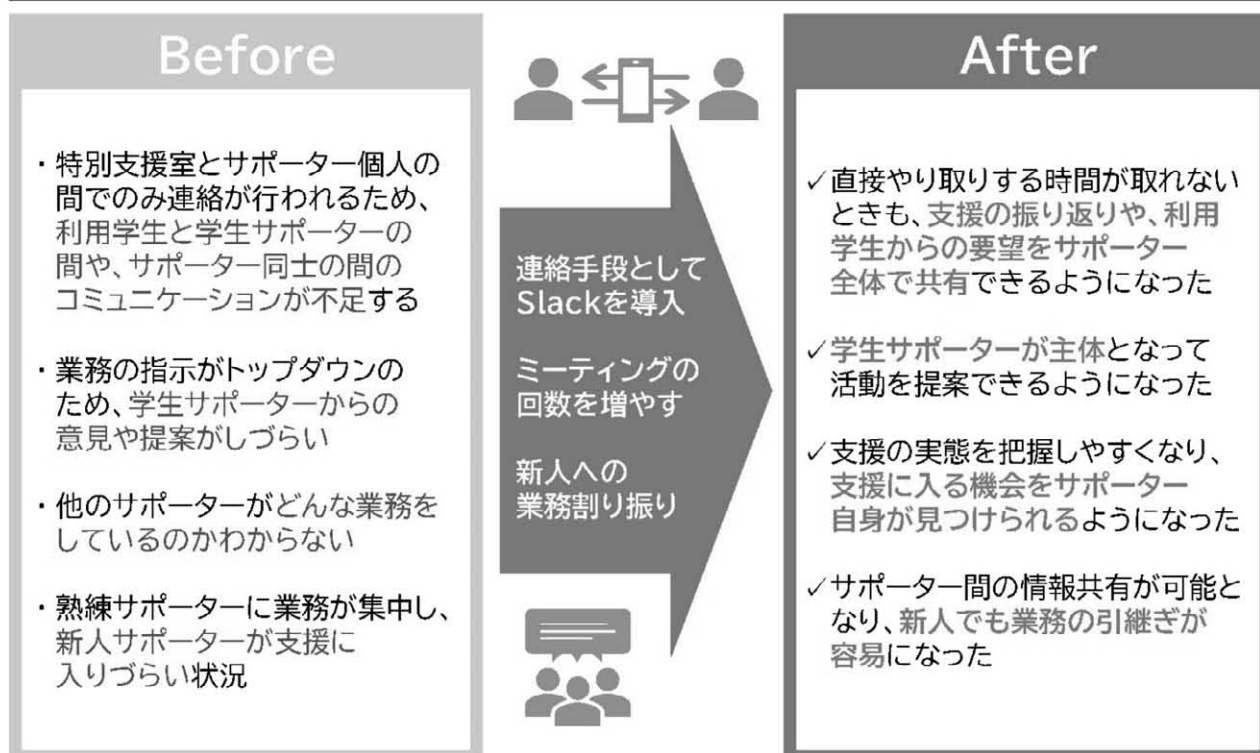 Before
・特別支援室とサポーター個人の
間でのみ連絡が行われるため、
利用学生と学生サポーターの
間や、サポーター同士の間の
コミュニケーションが不足する
・業務の指示がトップダウンの
ため、学生サポーターからの
意見や提案がしづらい
・他のサポーターがどんな業務を
しているのかわからない
・熟練サポーターに業務が集中し、
新人サポーターが支援に
入りづらい状況
連絡手段として
Slackを導入
ミーティングの
回数を増やす
新人への
業務割り振り
After
✓直接やり取りする時間が取れない
ときも、支援の振り返りや、利用
学生からの要望をサポーター
全体で共有できるようになった
✓学生サポーターが主体となって
活動を提案できるようになった
✓支援の実態を把握しやすくなり、
支援に入る機会をサポーター
自身が見つけられるようになった
✓サポーター間の情報共有が可能と
なり、新人でも業務の引継ぎが
容易になった